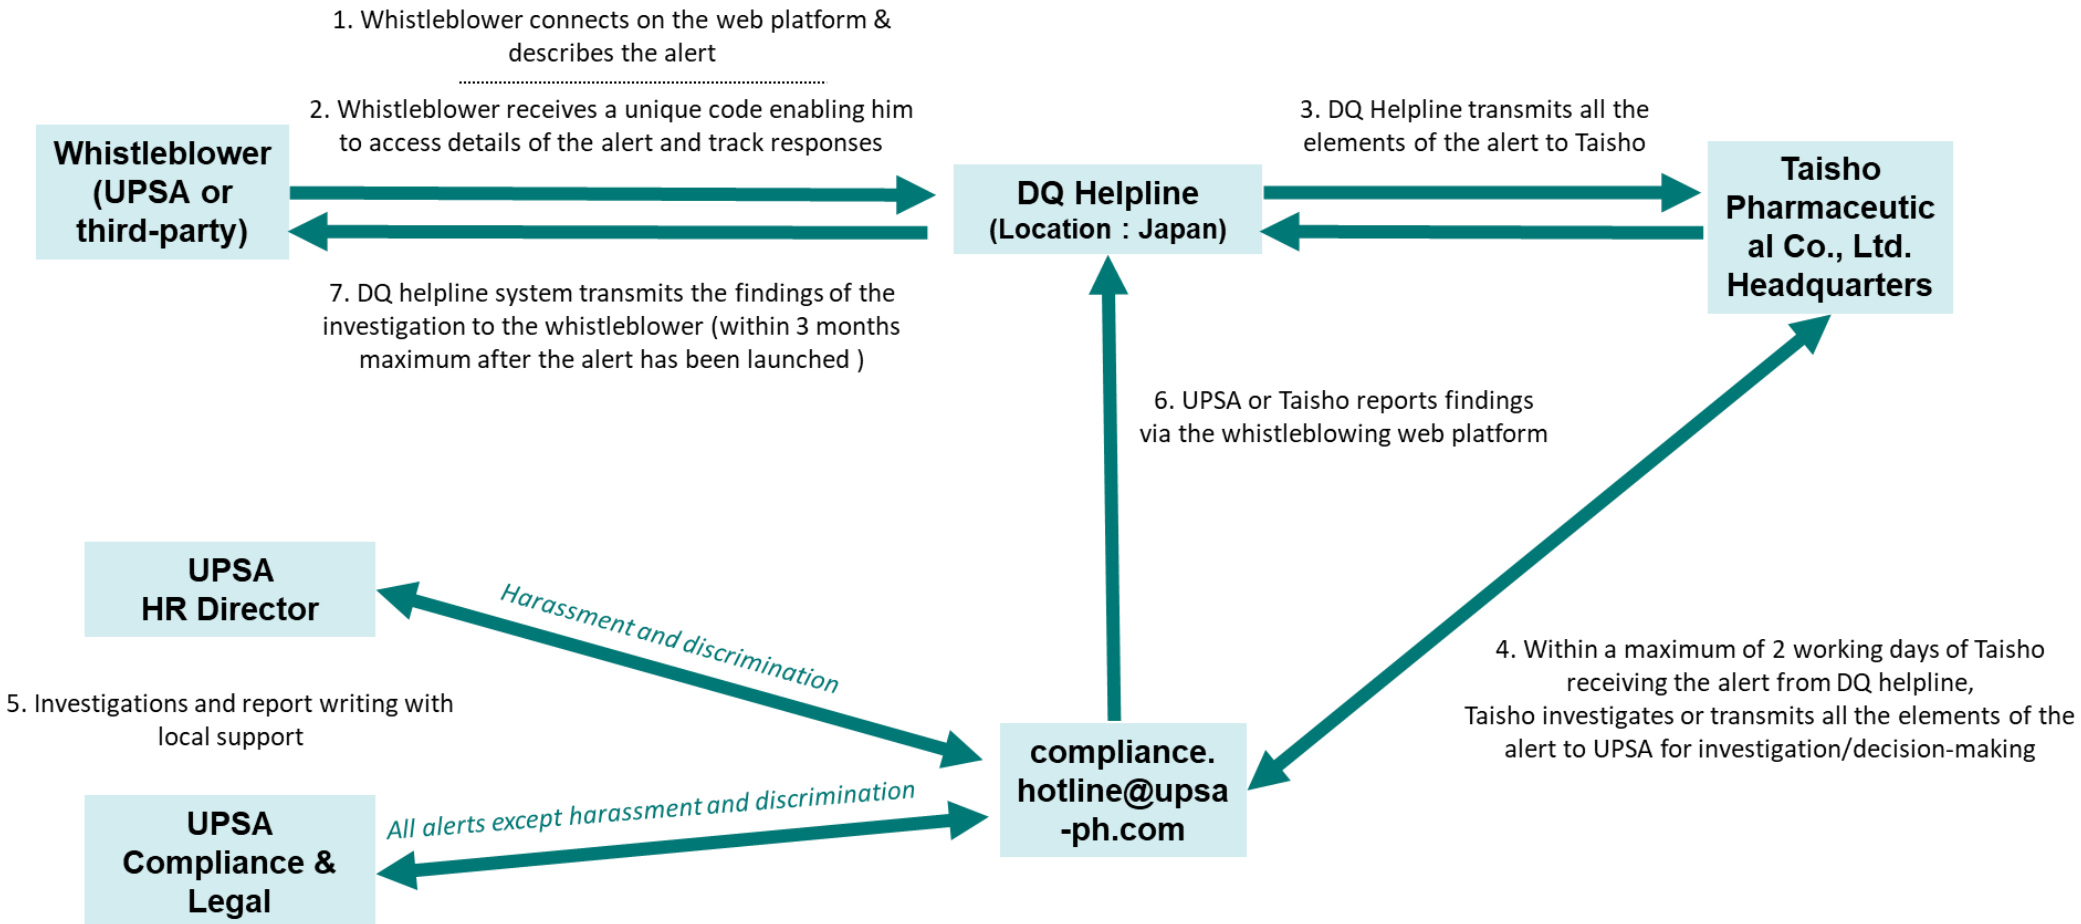 1. Whistleblower connects on the web platform &
describes the alert
2. Whistleblower receives a unique code enabling him
to access details of the alert and track responses
3. DQ Helpline transmits all the
elements of the alert to Taisho
Whistleblower
(UPSA or
third-party)
DQ Helpline
(Location : Japan)
Taisho
Pharmaceutic
al Co., Ltd.
Headquarters
7. DQ helpline system transmits the findings of the
investigation to the whistleblower (within 3 months
maximum after the alert has been launched )
6. UPSA or Taisho reports findings
via the whistleblowing web platform
UPSA
HR Director
Harassment and discrimination
4. Within a maximum of 2 working days of Taisho
receiving the alert from DQ helpline,
Taisho investigates or transmits all the elements of the
alert to UPSA for investigation/decision-making
5. Investigations and report writing with
local support
compliance.
hotline@upsa
-ph.com
All alerts except harassment and discrimination
UPSA
Compliance &
Legal